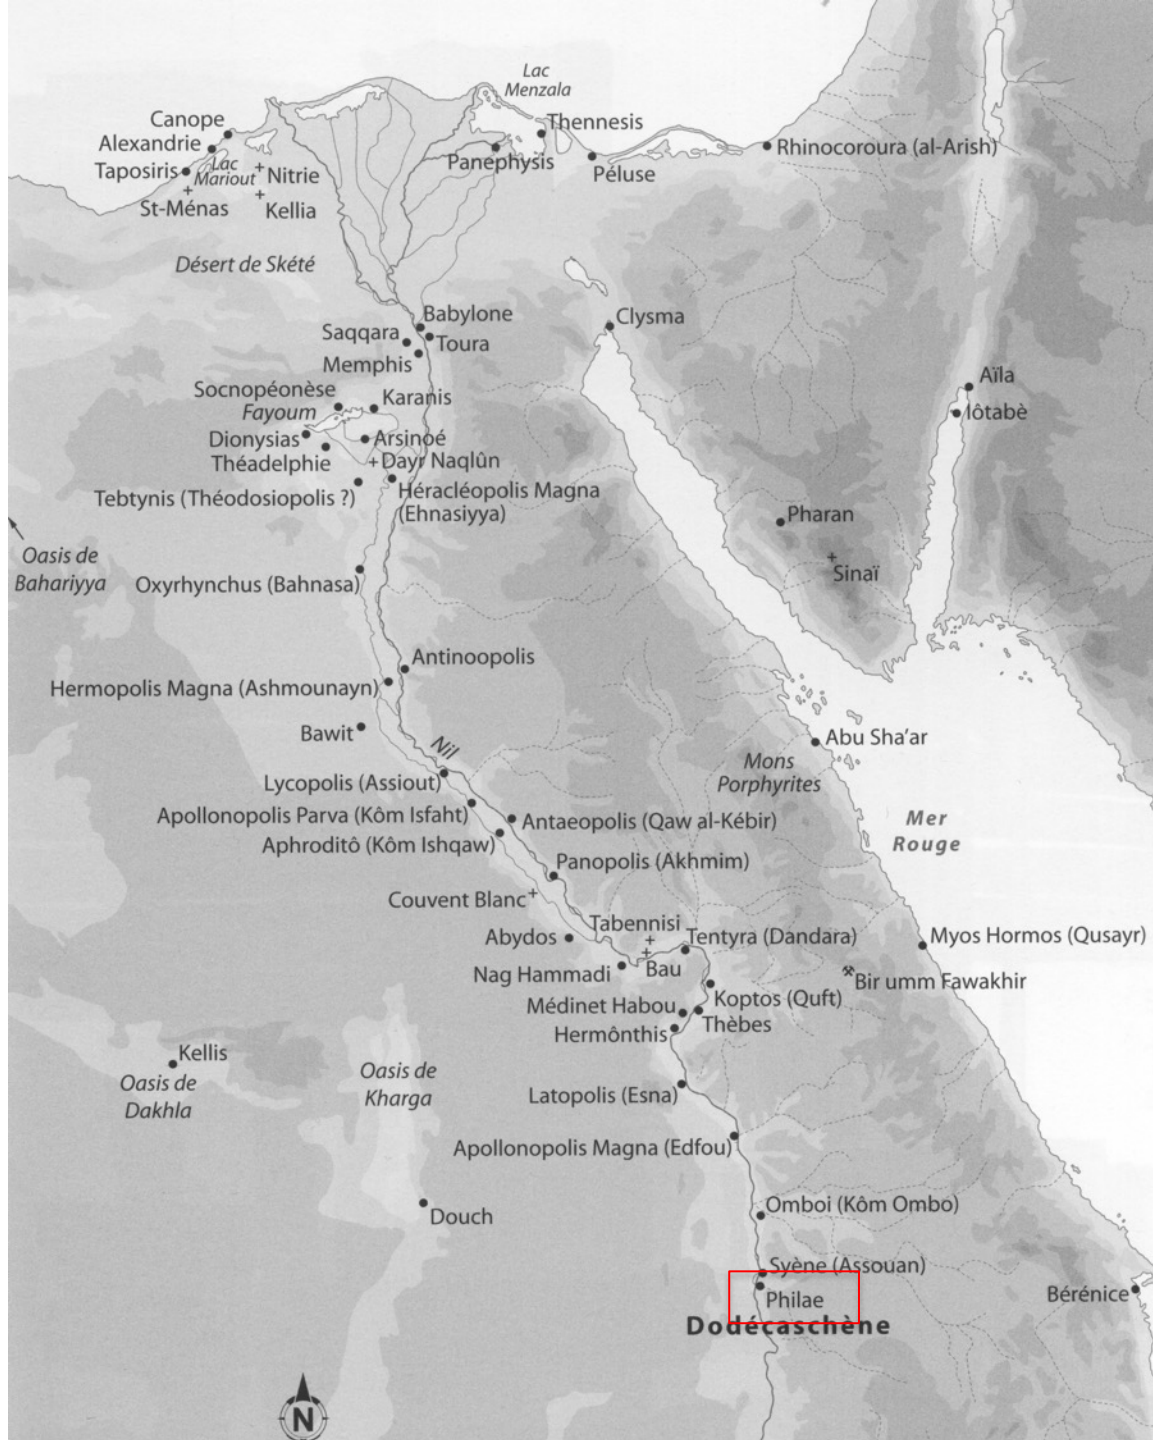 Lac
Menzala
Canope
Thennesis
Alexandrie
Rhinocoroura (al-Arish)
Panephysis
Taposiris
Lac
Mariout
Nitrie
Péluse
St-Ménas
Kellia
Désert de Skété
Babylone
Clysma
Saqqara
Toura
Memphis
Aïla
Socnopéonèse
Karanis
Fayoum
Iôtabè
Dionysias
Arsinoé
Théadelphie
Dayr Naqlûn
Tebtynis (Théodosiopolis ?)
Héracléopolis Magna
(Ehnasiyya)
Pharan
Oasis de
Bahariyya
Sinaï
Oxyrhynchus (Bahnasa)
Antinoopolis
Hermopolis Magna (Ashmounayn)
Bawit
Nil
Abu Sha'ar
Mons
Porphyrites
Lycopolis (Assiout)
Apollonopolis Parva (Kôm Isfaht)
Antaeopolis (Qaw al-Kébir)
Mer
Rouge
Aphroditô (Kôm Ishqaw)
Panopolis (Akhmim)
Couvent Blanc
Tabennisi
Abydos
Tentyra (Dandara)
Myos Hormos (Qusayr)
Nag Hammadi
Bau
Bir umm Fawakhir
Koptos (Quft)
Médinet Habou
Thèbes
Hermônthis
Kellis
Oasis de
Dakhla
Oasis de
Kharga
Latopolis (Esna)
Apollonopolis Magna (Edfou)
Omboi (Kôm Ombo)
Douch
Syène (Assouan)
Philae
Bérénice
Dodécaschène
N